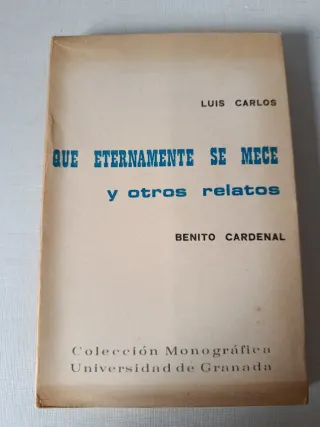 LUIS CARLOS
QUE ETERNAMENTE SE MECE
y otros relatos
BENITO CARDENAL
Colección Monográfica
Universidad de Granada